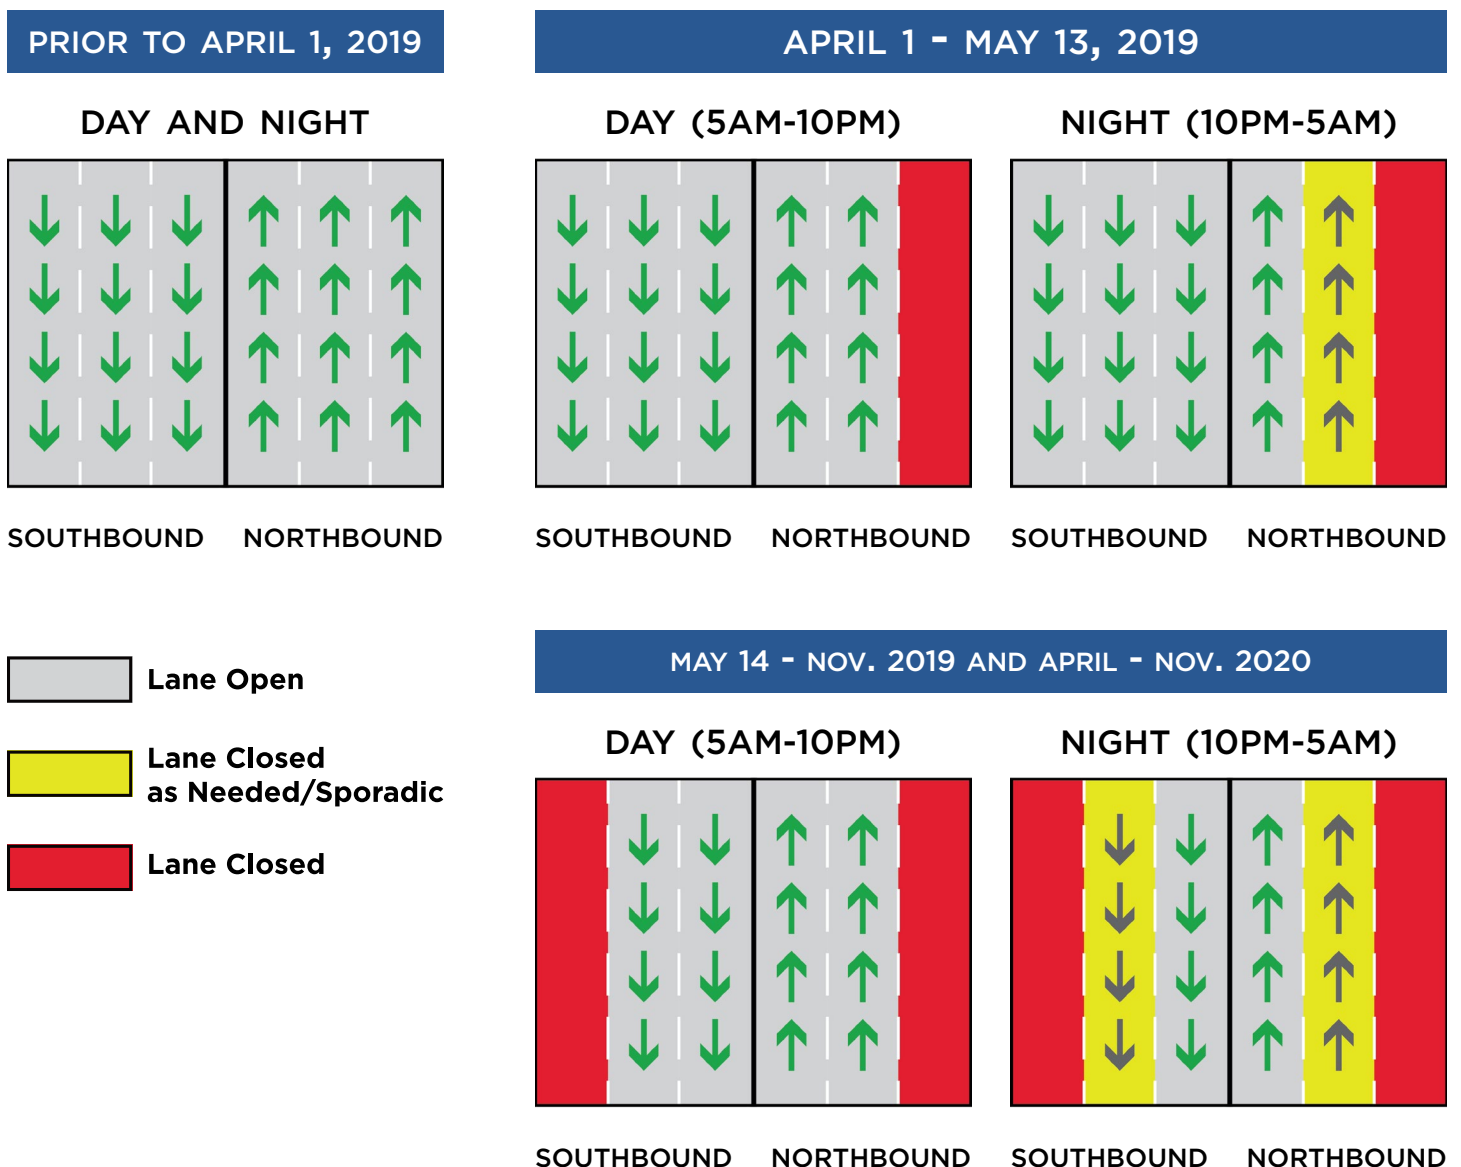 PRIOR TO APRIL 1, 2019
DAY AND NIGHT
SOUTHBOUND NORTHBOUND
APRIL 1 - MAY 13, 2019
DAY (5AM-10PM)
SOUTHBOUND NORTHBOUND
NIGHT (10PM-5AM)
SOUTHBOUND NORTHBOUND
Lane Open
Lane Closed
as Needed/Sporadic
Lane Closed
MAY 14 - NOV. 2019 AND APRIL - NOV. 2020
DAY (5AM-10PM)
SOUTHBOUND NORTHBOUND
NIGHT (10PM-5AM)
SOUTHBOUND NORTHBOUND